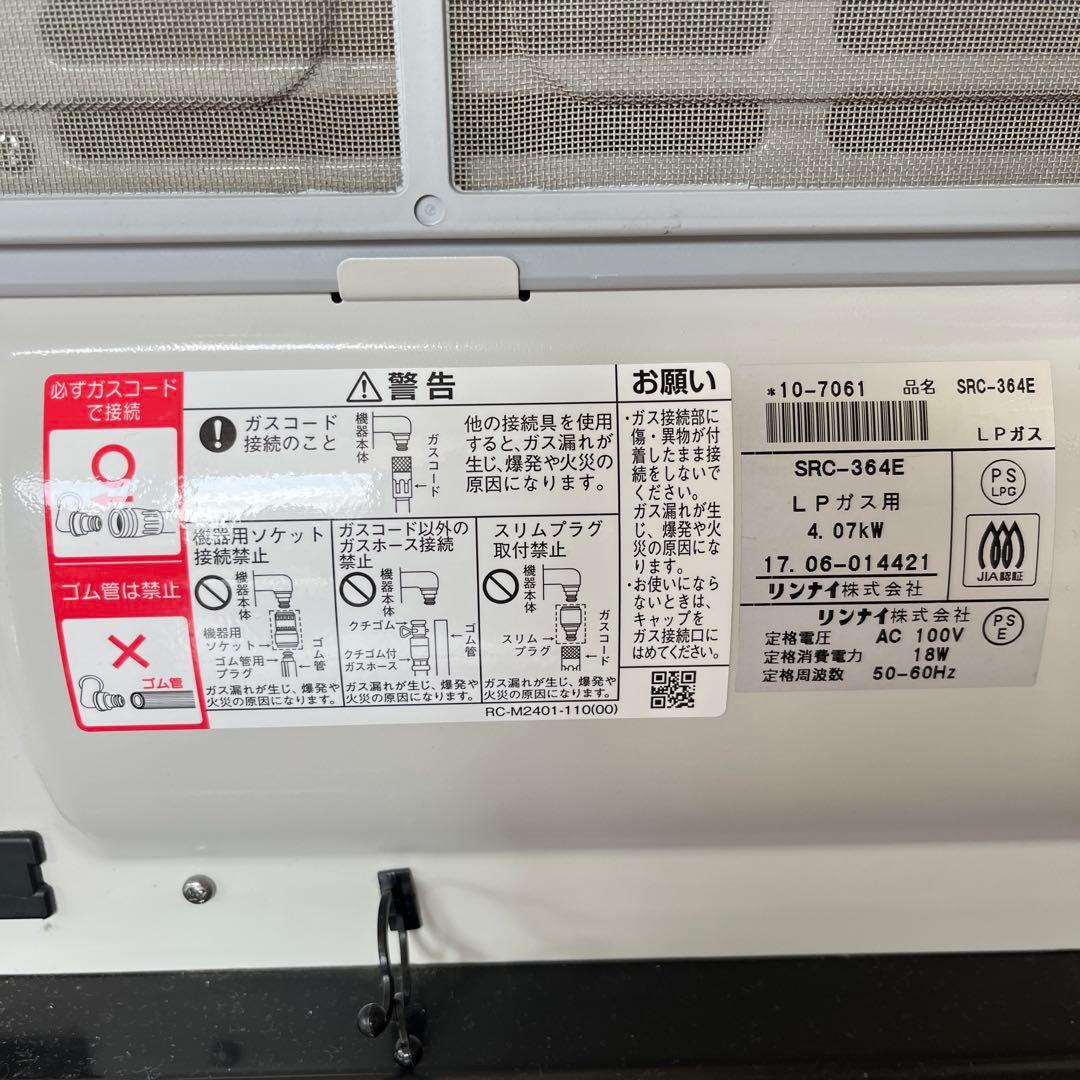 必ずガスコード
で接続
ゴム管は禁止
ゴム管
警告
ガスコード
接続のこと
機器本体
ガスコード
他の接続具を使用
すると、ガス漏れが
生じ、爆発や火災の
原因になります。
機器用ソケット
接続禁止
機器本体
機器用
ソケット
ゴム管用
プラグ
ゴム管
ガス漏れが生じ、爆発や
火災の原因になります。
ガスコード以外の
ガスホース接続
禁止
機器本体
クチゴム
クチゴム付
ガスホース
ゴム管
ガス漏れが生じ、爆発や
火災の原因になります。
スリムプラグ
取付禁止
機器本体
スリム
プラグ
ガスコード
ガス漏れが生じ、爆発や
火災の原因になります。
RC-M2401-110(00)
お願い
・ガス接続部に
傷・異物が付
着したまま接
続をしないで
ください。
ガス漏れが生
じ、爆発や火
災の原因にな
ります。
・お使いになら
ないときは、
キャップを
ガス接続口に
はめてください。
*10-7061 品名 SRC-364E
LPガス
SRC-364E
LPガス用
4.07kW
17.06-014421
リンナイ株式会社
PS
LPG
JIA認証
リンナイ株式会社
定格電圧 AC 100V
定格消費電力 18W
定格周波数 50-60Hz
PS
E